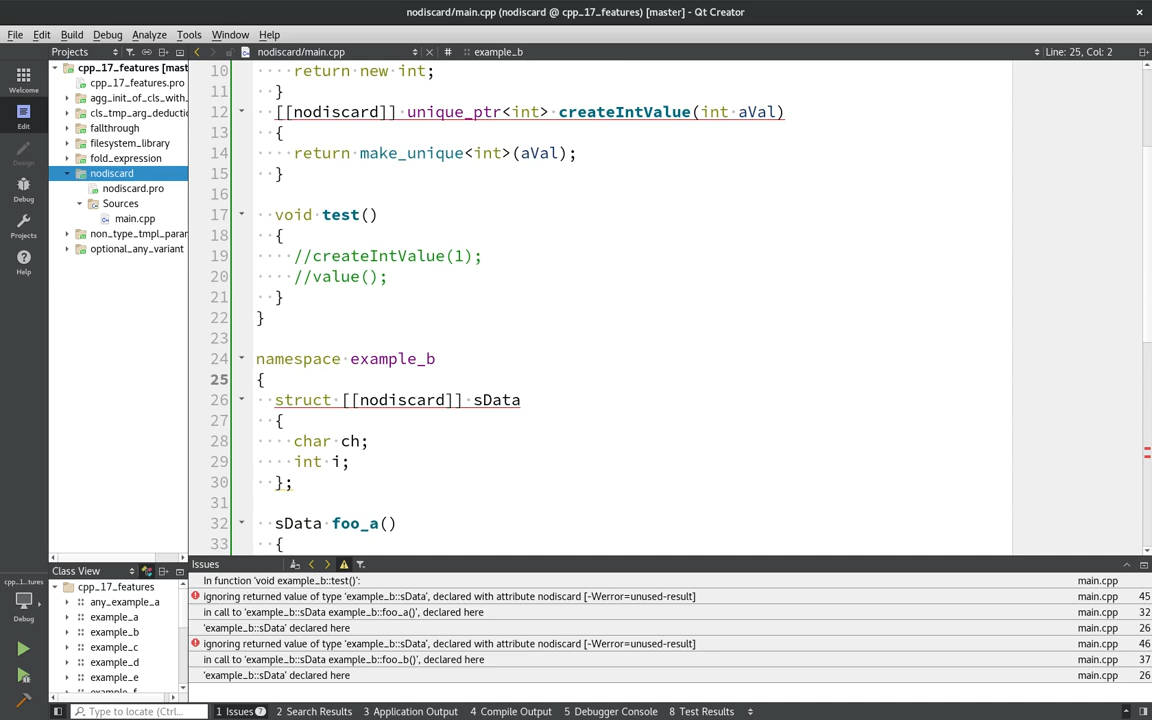 nodiscard/main.cpp (nodiscard @ cpp_17_features) [master] - Qt Creator
File Edit Build Debug Analyze Tools Window Help
Projects nodiscard/main.cpp # example_b Line: 25, Col: 2
Welcome
Edit
Design
Debug
Projects
Help
cpp_1...tures
Debug
cpp_17_features [mast
cpp_17_features.pro
agg_init_of_cls_with_
cls_tmp_arg_deductic
fallthrough
filesystem_library
fold_expression
nodiscard
nodiscard.pro
Sources
main.cpp
non_type_tmpl_parar
optional_any_variant
Class View
cpp_17_features
any_example_a
example_a
example_b
example_c
example_d
example_e
example_f
10 return new int;
11 }
12 [[nodiscard]] unique_ptr<int> createIntValue(int aVal)
13 {
14 return make_unique<int>(aVal);
15 }
16
17 void test()
18 {
19 //createIntValue(1);
20 //value();
21 }
22 }
23
24 namespace example_b
25 {
26 struct [[nodiscard]] sData
27 {
28 char ch;
29 int i;
30 };
31
32 sData foo_a()
33 {
Issues
In function 'void example_b::test()': main.cpp
ignoring returned value of type 'example_b::sData', declared with attribute nodiscard [-Werror=unused-result] main.cpp 45
in call to 'example_b::sData example_b::foo_a()', declared here main.cpp 32
'example_b::sData' declared here main.cpp 26
ignoring returned value of type 'example_b::sData', declared with attribute nodiscard [-Werror=unused-result] main.cpp 46
in call to 'example_b::sData example_b::foo_b()', declared here main.cpp 37
'example_b::sData' declared here main.cpp 26
Type to locate (Ctrl... 1 Issues 7 2 Search Results 3 Application Output 4 Compile Output 5 Debugger Console 8 Test Results